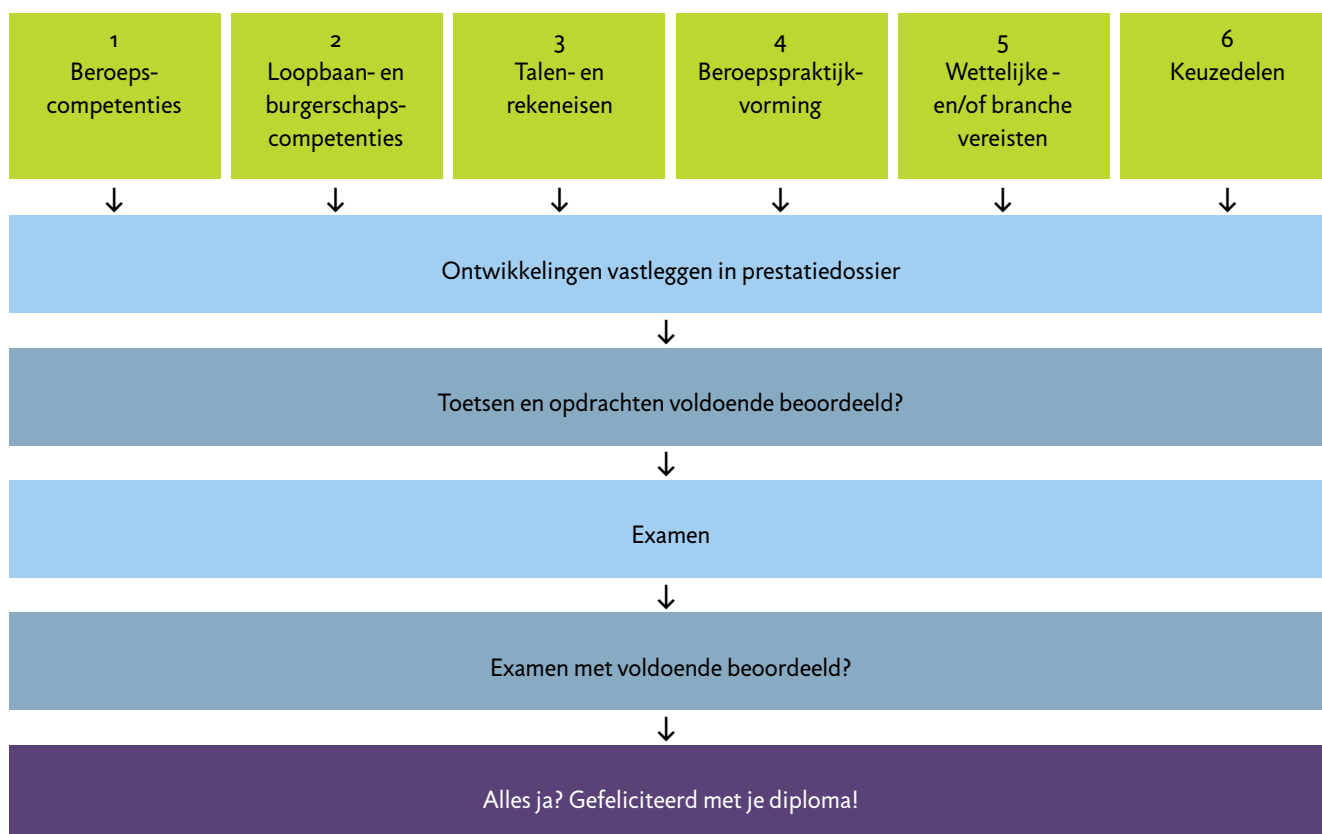 1
Beroeps-
competenties
2
Loopbaan- en
burgerschaps-
competenties
3
Talen- en
rekeneisen
4
Beroepspraktijk-
vorming
5
Wettelijke -
en/of branche
vereisten
6
Keuzedelen
Ontwikkelingen vastleggen in prestatiedossier
Toetsen en opdrachten voldoende beoordeeld?
Examen
Examen met voldoende beoordeeld?
Alles ja? Gefeliciteerd met je diploma!